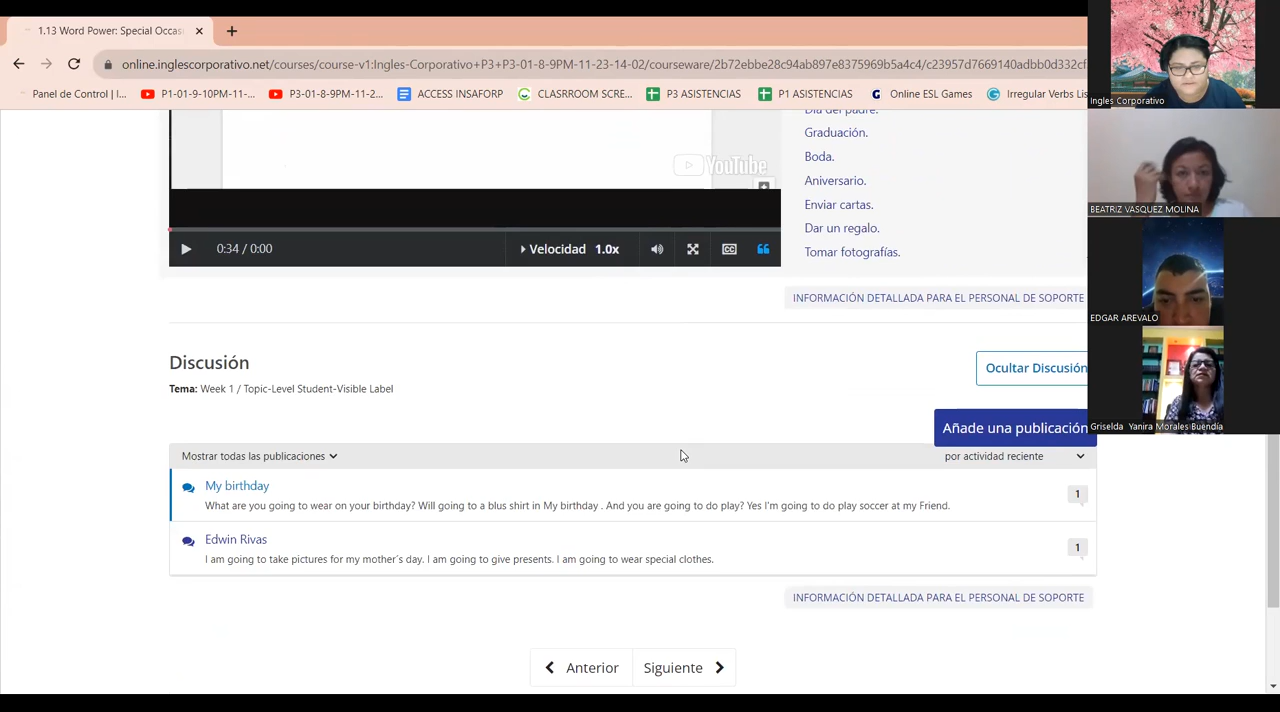 1.13 Word Power: Special Occas
online.inglescorporativo.net/courses/course-v1:Ingles-Corporativo+P3+P3-01-8-9PM-11-23-14-02/courseware/2b72ebbe28c94ab897e8375969b5a4c4/c23957d7669140adbb0d332cf
Panel de Control | I...
P1-01-9-10PM-11-...
P3-01-8-9PM-11-2...
ACCESS INSAFORP
CLASRROOM SCRE...
P3 ASISTENCIAS
P1 ASISTENCIAS
Online ESL Games
Irregular Verbs Lis
Ingles Corporativo
Día del padre.
Graduación.
Boda.
Aniversario.
Enviar cartas.
Dar un regalo.
Tomar fotografías.
YouTube
0:34 / 0:00
Velocidad 1.0x
BEATRIZ VASQUEZ MOLINA
EDGAR AREVALO
Griselda Yanira Morales Buendía
INFORMACIÓN DETALLADA PARA EL PERSONAL DE SOPORTE
Discusión
Ocultar Discusión
Tema: Week 1 / Topic-Level Student-Visible Label
Añade una publicación
Mostrar todas las publicaciones
por actividad reciente
My birthday
What are you going to wear on your birthday? Will going to a blus shirt in My birthday . And you are going to do play? Yes I'm going to do play soccer at my Friend.
1
Edwin Rivas
I am going to take pictures for my mother´s day. I am going to give presents. I am going to wear special clothes.
1
INFORMACIÓN DETALLADA PARA EL PERSONAL DE SOPORTE
Anterior
Siguiente